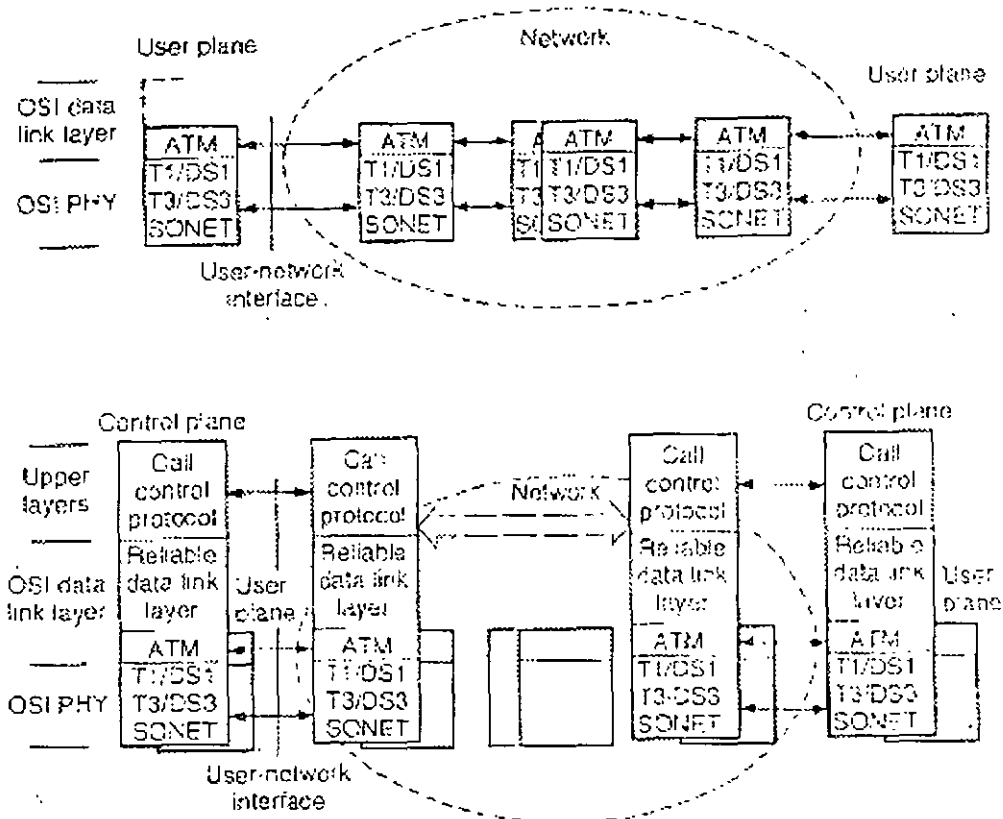 User plane
Network
User plane
OSI data
link layer
OSI PHY
ATM
T1/DS1
T3/DS3
SONET
ATM
T1/DS1
T3/DS3
SONET
A
T1
T3
S
ATM
T1/DS1
T3/DS3
SONET
ATM
T1/DS1
T3/DS3
SONET
ATM
T1/DS1
T3/DS3
SONET
User-network
interface
Control plane
Control plane
Upper
layers
OSI data
link layer
OSI PHY
Call
control
protocol
Reliable
data link
layer
ATM
T1/DS1
T3/DS3
SONET
User
plane
Call
control
protocol
Reliable
data link
layer
ATM
T1/DS1
T3/DS3
SONET
Network
Call
control
protocol
Reliable
data link
layer
ATM
T1/DS1
T3/DS3
SONET
Call
control
protocol
Reliable
data link
layer
ATM
T1/DS1
T3/DS3
SONET
User
plane
User-network
interface